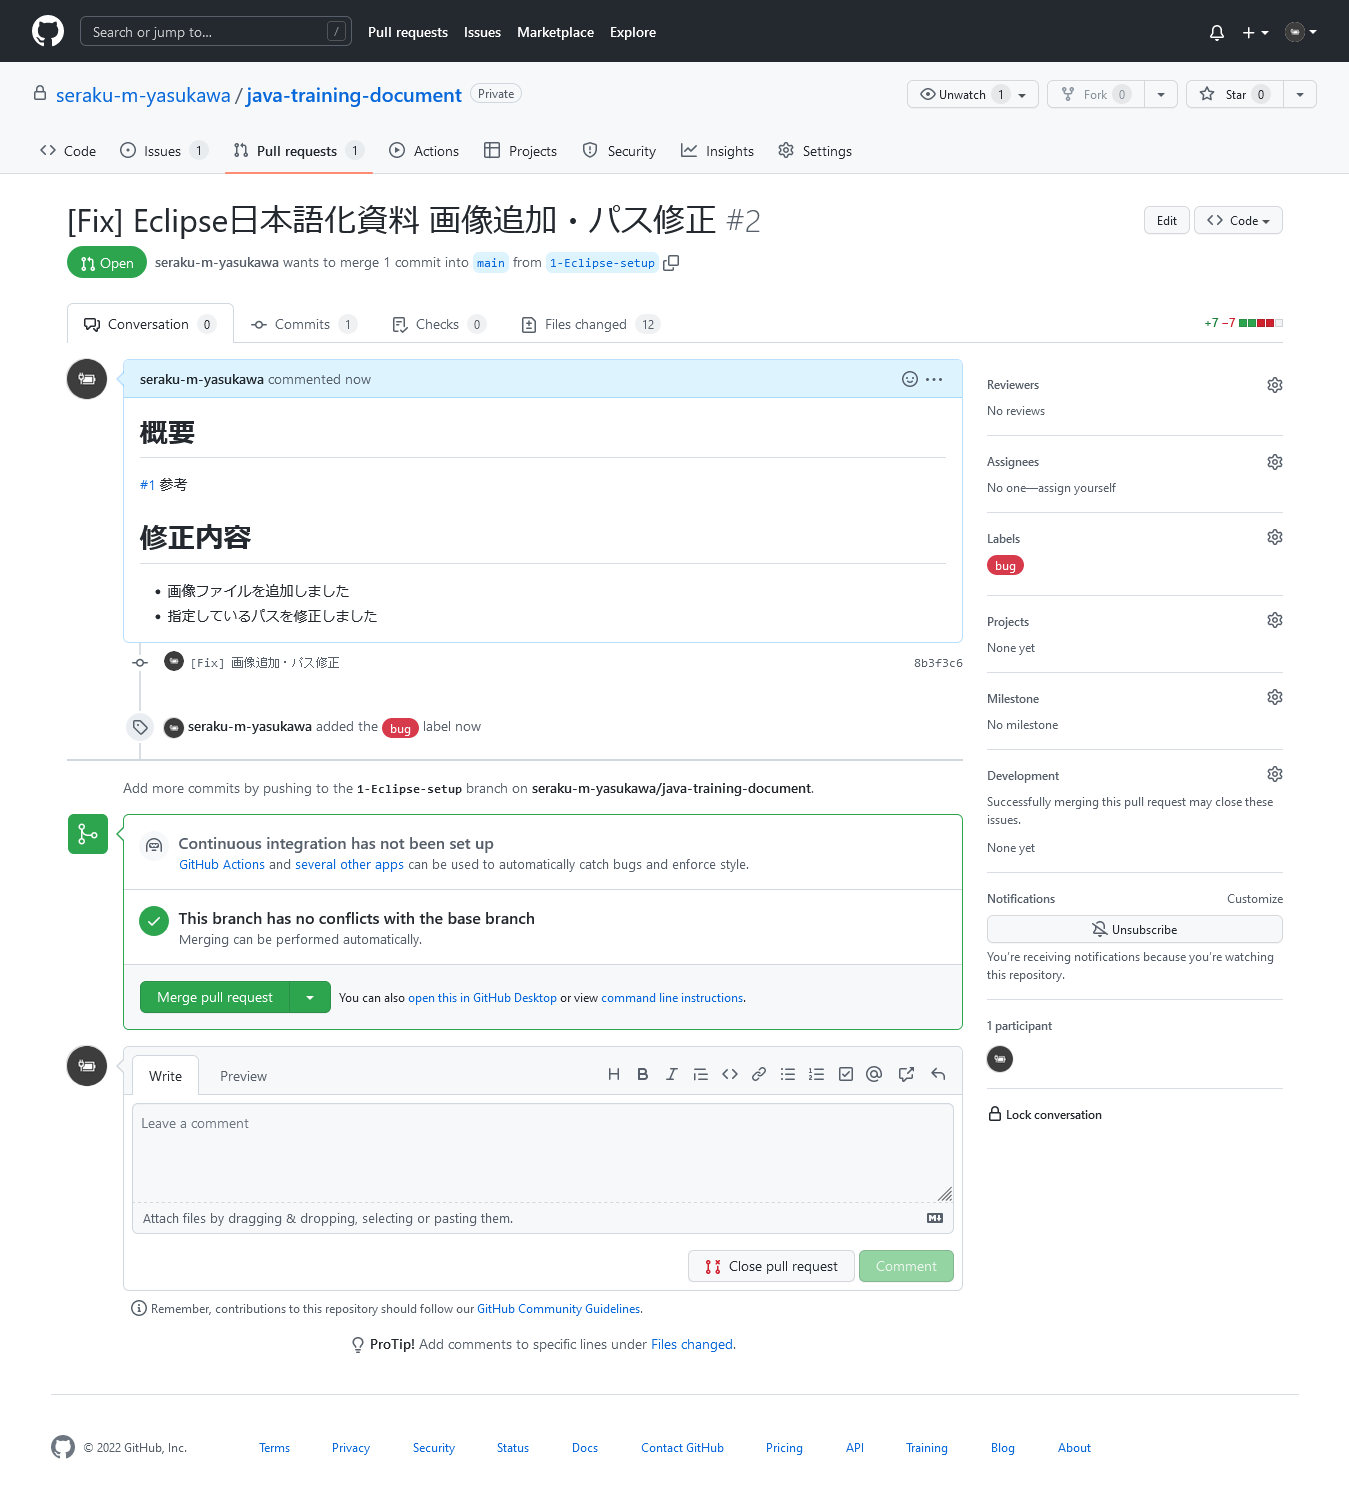 Search or jump to... /
Pull requests Issues Marketplace Explore
seraku-m-yasukawa / java-training-document Private
Unwatch 1 Fork 0 Star 0
Code Issues 1 Pull requests 1 Actions Projects Security Insights Settings
[Fix] Eclipse日本語化資料 画像追加・パス修正 #2
Edit Code
Open seraku-m-yasukawa wants to merge 1 commit into main from 1-Eclipse-setup
Conversation 0 Commits 1 Checks 0 Files changed 12
+7 −7
seraku-m-yasukawa commented now
概要
#1 参考
修正内容
• 画像ファイルを追加しました
• 指定しているパスを修正しました
[Fix] 画像追加・パス修正 8b3f3c6
seraku-m-yasukawa added the bug label now
Add more commits by pushing to the 1-Eclipse-setup branch on seraku-m-yasukawa/java-training-document.
Continuous integration has not been set up
GitHub Actions and several other apps can be used to automatically catch bugs and enforce style.
This branch has no conflicts with the base branch
Merging can be performed automatically.
Merge pull request You can also open this in GitHub Desktop or view command line instructions.
Write Preview
Leave a comment
Attach files by dragging & dropping, selecting or pasting them.
Close pull request Comment
Remember, contributions to this repository should follow our GitHub Community Guidelines.
ProTip! Add comments to specific lines under Files changed.
Reviewers
No reviews
Assignees
No one—assign yourself
Labels
bug
Projects
None yet
Milestone
No milestone
Development
Successfully merging this pull request may close these
issues.
None yet
Notifications Customize
Unsubscribe
You're receiving notifications because you're watching
this repository.
1 participant
Lock conversation
© 2022 GitHub, Inc. Terms Privacy Security Status Docs Contact GitHub Pricing API Training Blog About